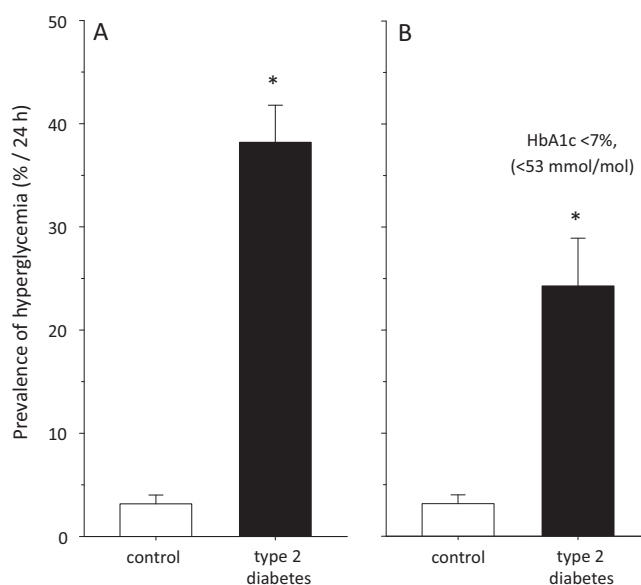 Prevalence of hyperglycemia (% / 24 h)
50
40
30
20
10
0
A
*
control
type 2
diabetes
B
HbA1c <7%,
(<53 mmol/mol)
*
control
type 2
diabetes